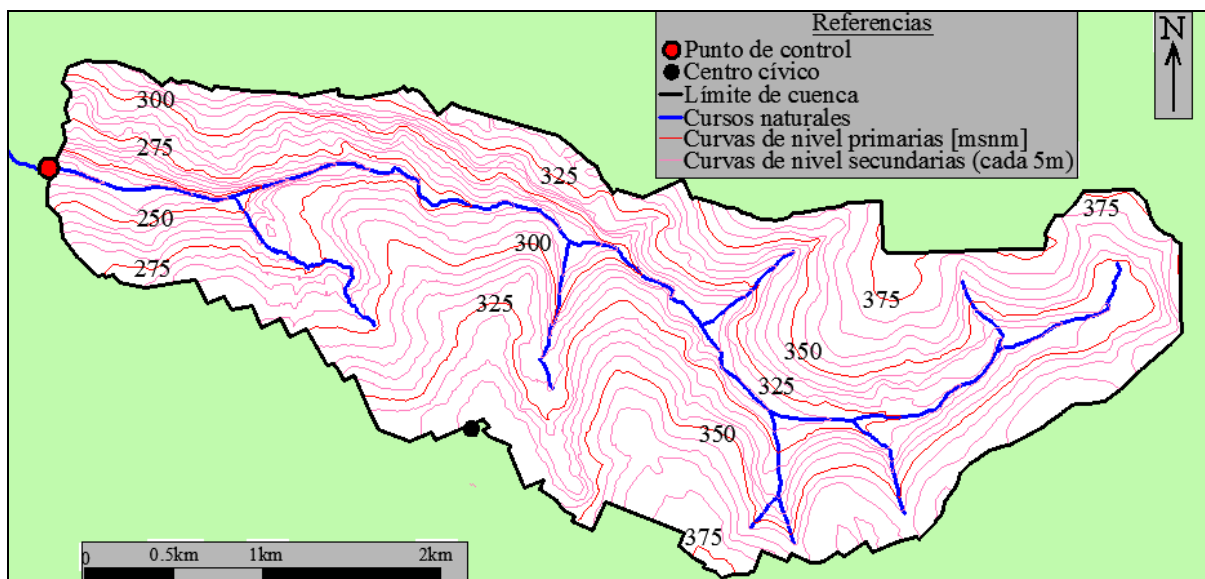 Referencias
Punto de control
Centro cívico
Límite de cuenca
Cursos naturales
Curvas de nivel primarias [msnm]
Curvas de nivel secundarias (cada 5m)
N
300
275
325
375
250
300
275
325
375
350
325
350
375
0 0.5km 1km 2km